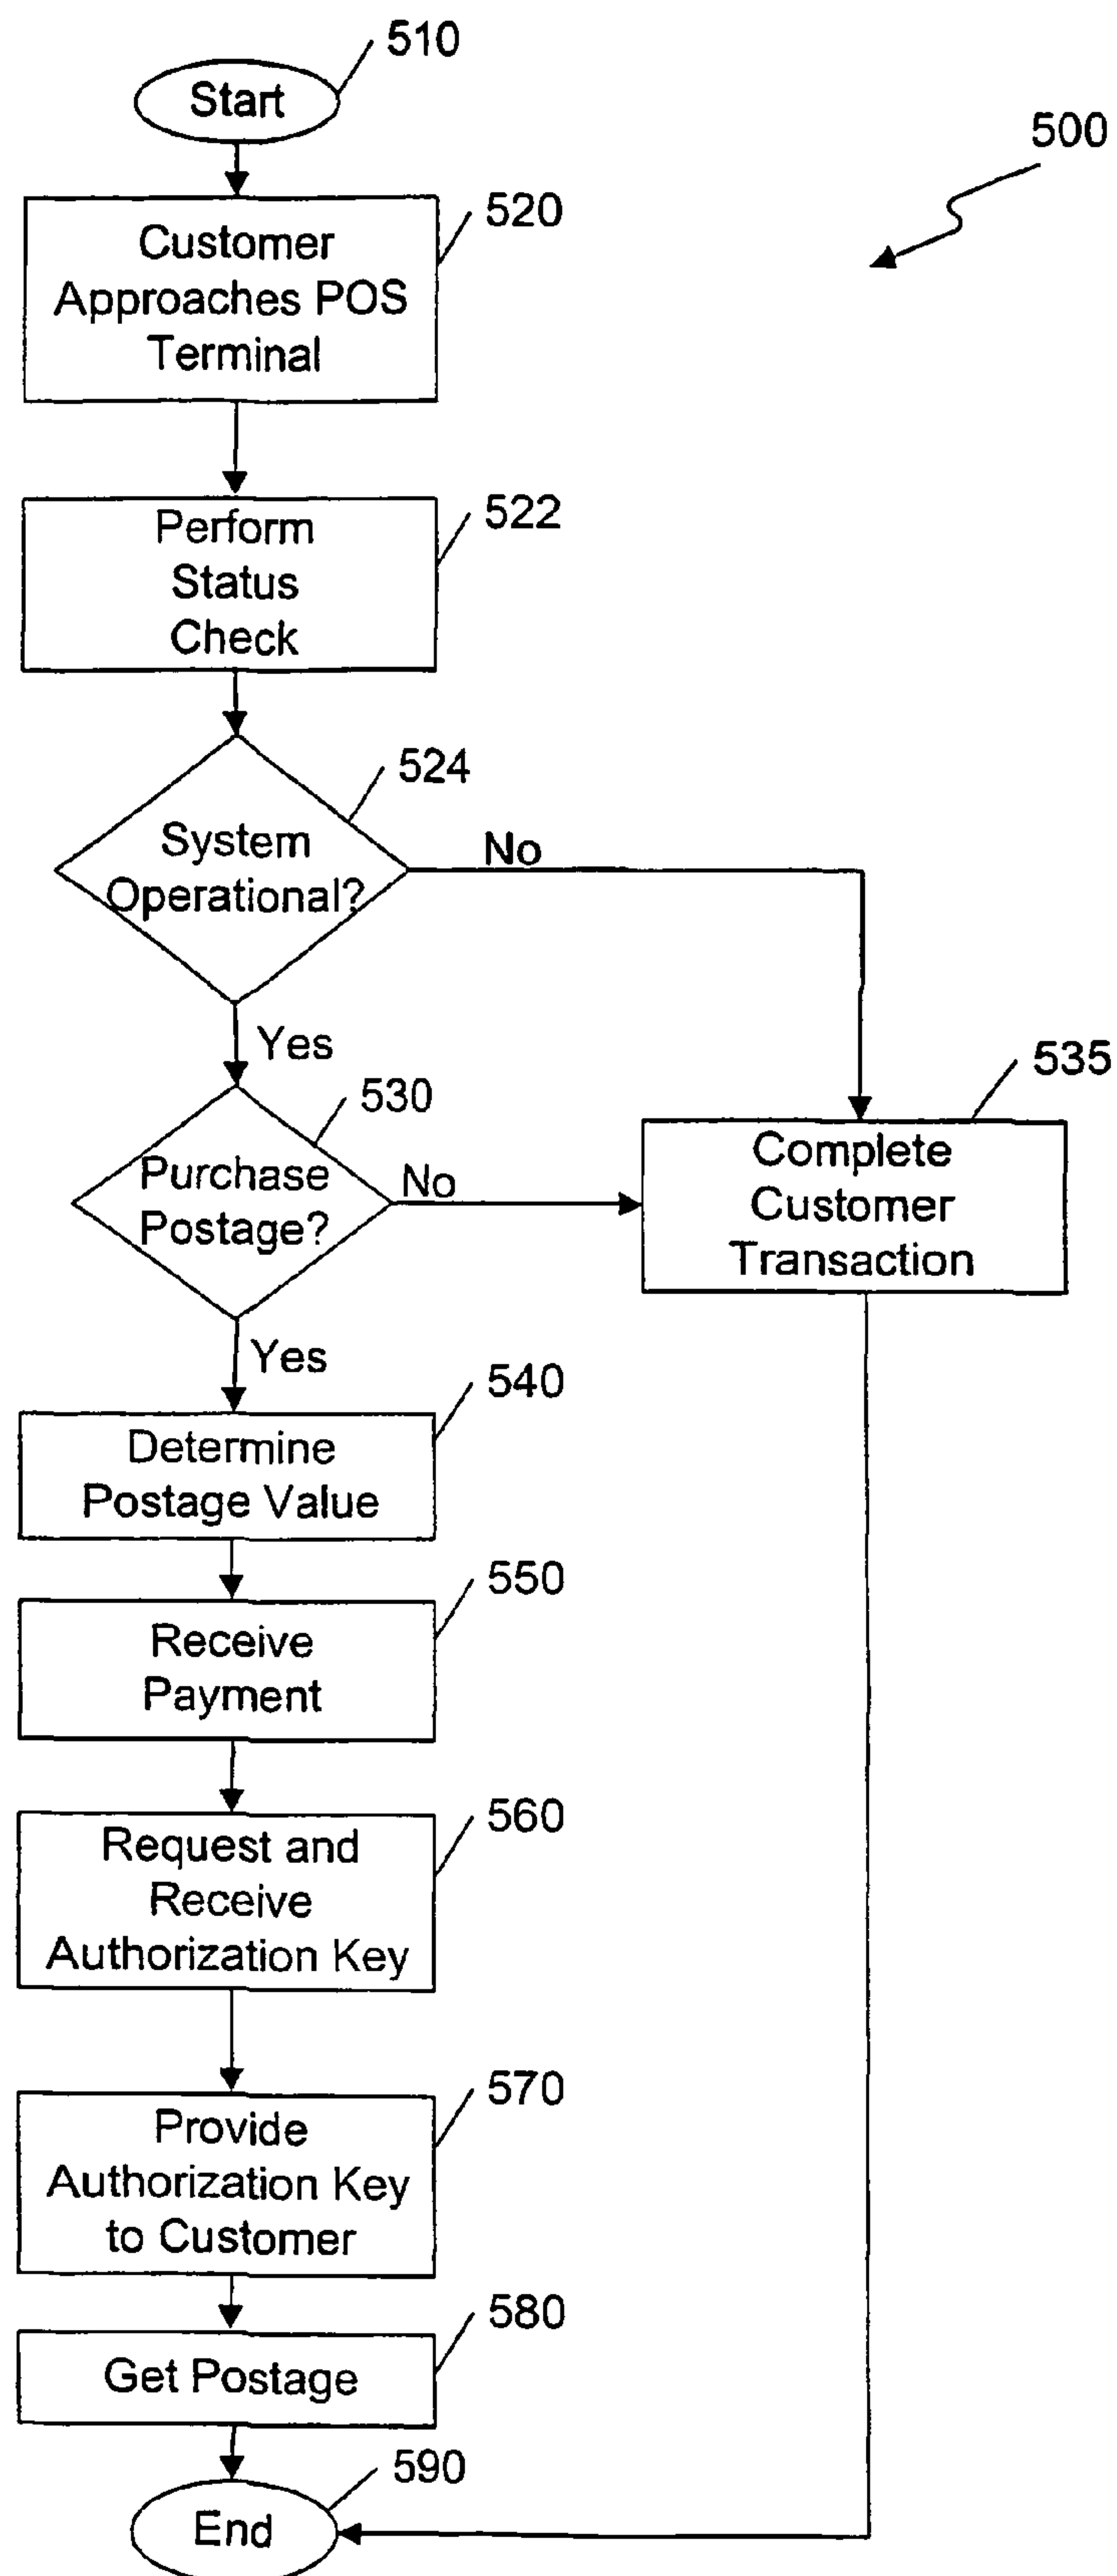 510
Start
500
520
Customer
Approaches POS
Terminal
522
Perform
Status
Check
524
System
Operational?
No
Yes
530
Purchase
Postage?
No
535
Complete
Customer
Transaction
Yes
540
Determine
Postage Value
550
Receive
Payment
560
Request and
Receive
Authorization Key
570
Provide
Authorization Key
to Customer
580
Get Postage
590
End